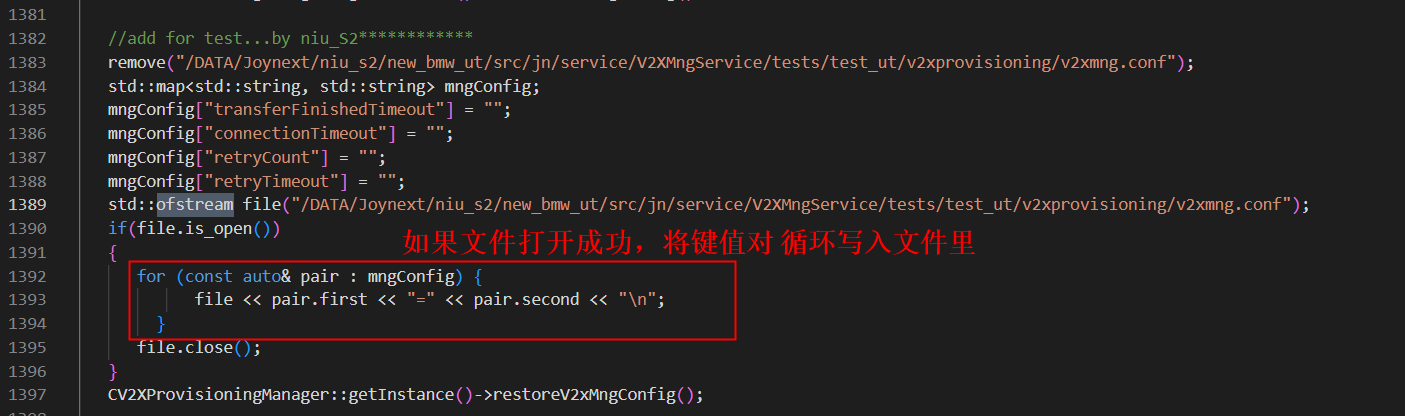 1381
1382 //add for test...by niu_S2************
1383 remove("/DATA/Joynext/niu_s2/new_bmw_ut/src/jn/service/V2XMngService/tests/test_ut/v2xprovisioning/v2xmng.conf");
1384 std::map<std::string, std::string> mngConfig;
1385 mngConfig["transferFinishedTimeout"] = "";
1386 mngConfig["connectionTimeout"] = "";
1387 mngConfig["retryCount"] = "";
1388 mngConfig["retryTimeout"] = "";
1389 std::ofstream file("/DATA/Joynext/niu_s2/new_bmw_ut/src/jn/service/V2XMngService/tests/test_ut/v2xprovisioning/v2xmng.conf");
1390 if(file.is_open())
如果文件打开成功，将键值对 循环写入文件里
1391 {
1392 for (const auto& pair : mngConfig) {
1393 file << pair.first << "=" << pair.second << "\n";
1394 }
1395 file.close();
1396 }
1397 CV2XProvisioningManager::getInstance()->restoreV2xMngConfig();